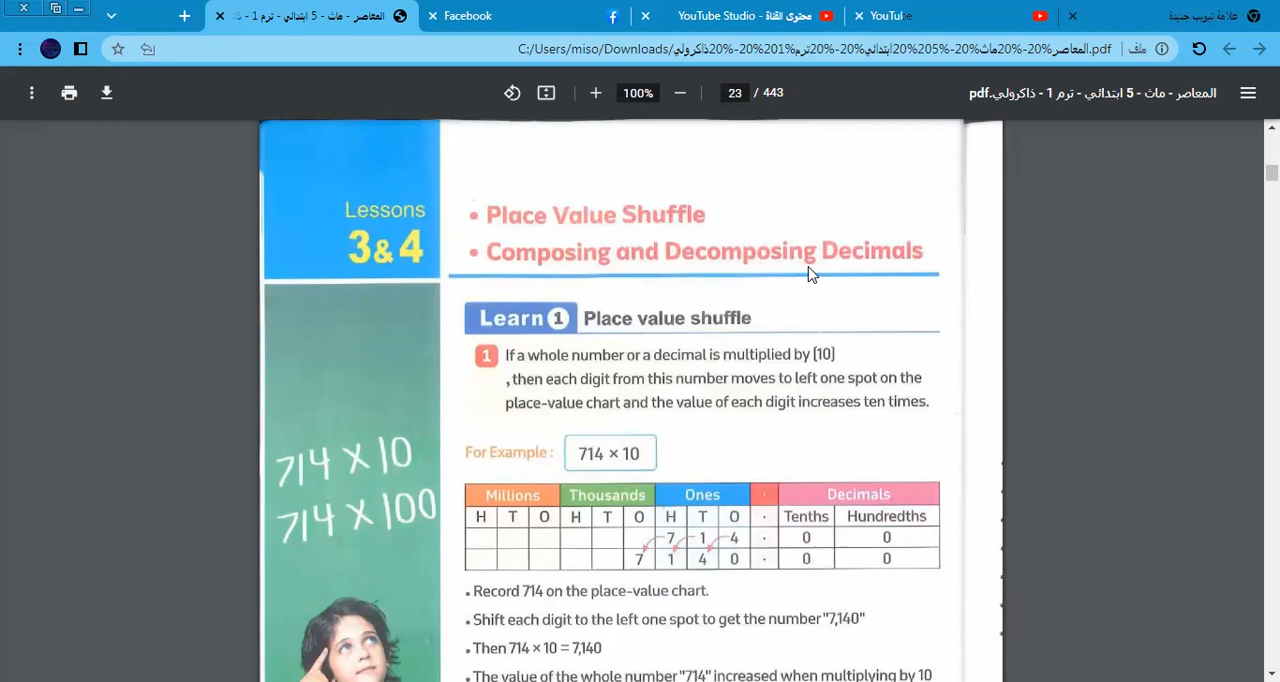 المعاصر - ماث - 5 ابتدائي - ترم 1 - ذ
Facebook
YouTube Studio - محتوى القناة
YouTube
علامة تبويب جديدة
C:/Users/miso/Downloads/المعاصر%20-%20ماث%20-%205%20ابتدائي%20-%20ترم%201%20-%20ذاكرولي.pdf
ملف
100%
23 / 443
المعاصر - ماث - 5 ابتدائي - ترم 1 - ذاكرولي.pdf
Lessons
3 & 4
• Place Value Shuffle
• Composing and Decomposing Decimals
Learn 1 Place value shuffle
1 If a whole number or a decimal is multiplied by [10]
, then each digit from this number moves to left one spot on the
place-value chart and the value of each digit increases ten times.
For Example : 714 × 10
714 X 10
714 X 100
Millions Thousands Ones . Decimals
H T O H T O H T O . Tenths Hundredths
7 1 4 . 0 0
7 1 4 0 . 0 0
• Record 714 on the place-value chart.
• Shift each digit to the left one spot to get the number "7,140"
• Then 714 × 10 = 7,140
• The value of the whole number "714" increased when multiplying by 10